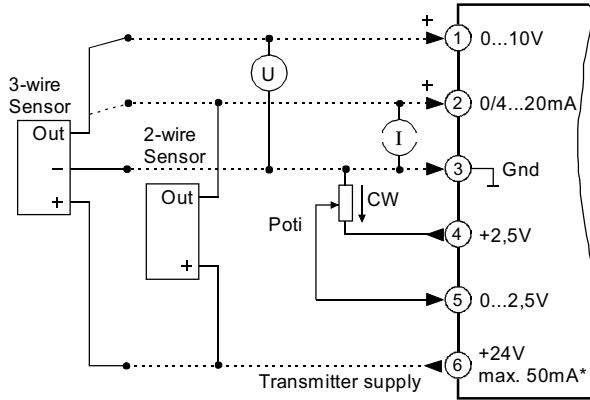 +
1
0...10V
3-wire
Sensor
U
+
2
0/4...20mA
Out
2-wire
Sensor
I
−
3
Gnd
+
Out
CW
Poti
4
+2,5V
+
5
0...2,5V
6
+24V
max. 50mA*
Transmitter supply